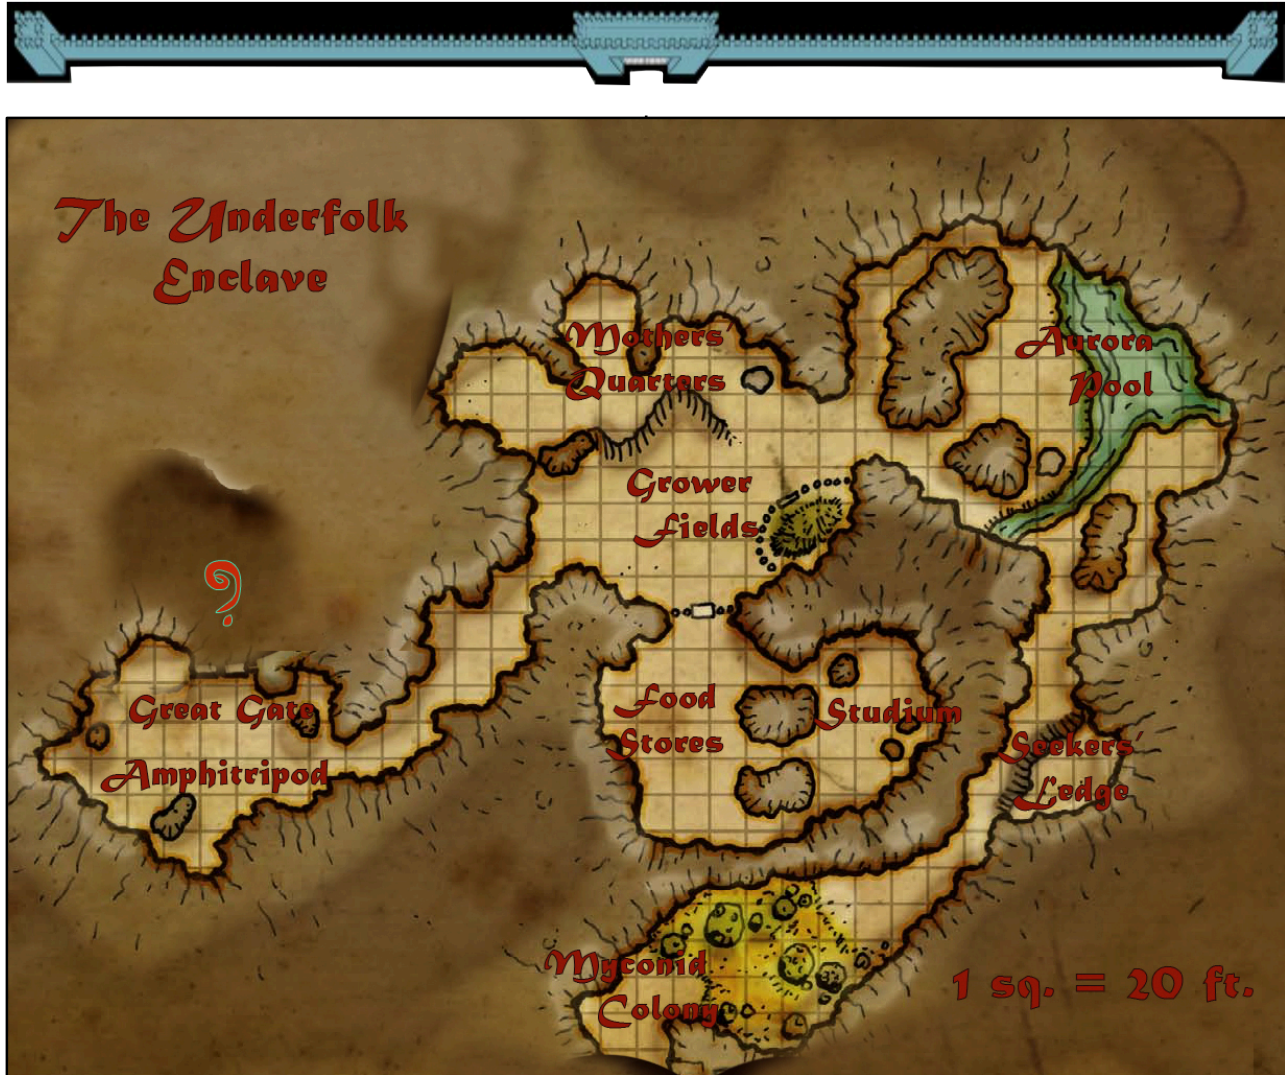 The Underfolk
Enclave
Mothers'
Quarters
Aurora
Pool
Grower
Fields
?
Great Gate
Amphitripod
Food
Stores
Studium
Seekers'
Ledge
Myconid
Colony
1 sq. = 20 ft.